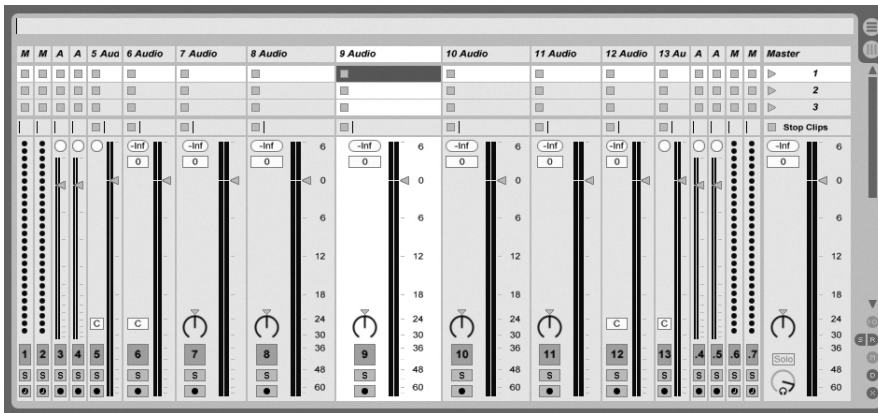 M M A A 5 Aud 6 Audio 7 Audio 8 Audio 9 Audio 10 Audio 11 Audio 12 Audio 13 Au A A M M Master
1
2
3
Stop Clips
-Inf -Inf -Inf 6 -Inf 6 -Inf 6 -Inf 6 -Inf -Inf 6
0 0 0 0 0 0 0 0
0 0 0 0 0
6 6 6 6 6
12 12 12 12 12
18 18 18 18 18
C C 24 24 24 24 C C 24
30 30 30 30 30
1 2 3 4 5 6 7 8 36 9 36 10 36 11 36 12 13 .4 .5 .6 .7 36
S R
Solo
S S S S S S S S 48 S 48 S 48 S 48 S S S S S S 48
60 60 60 60 60
D
X